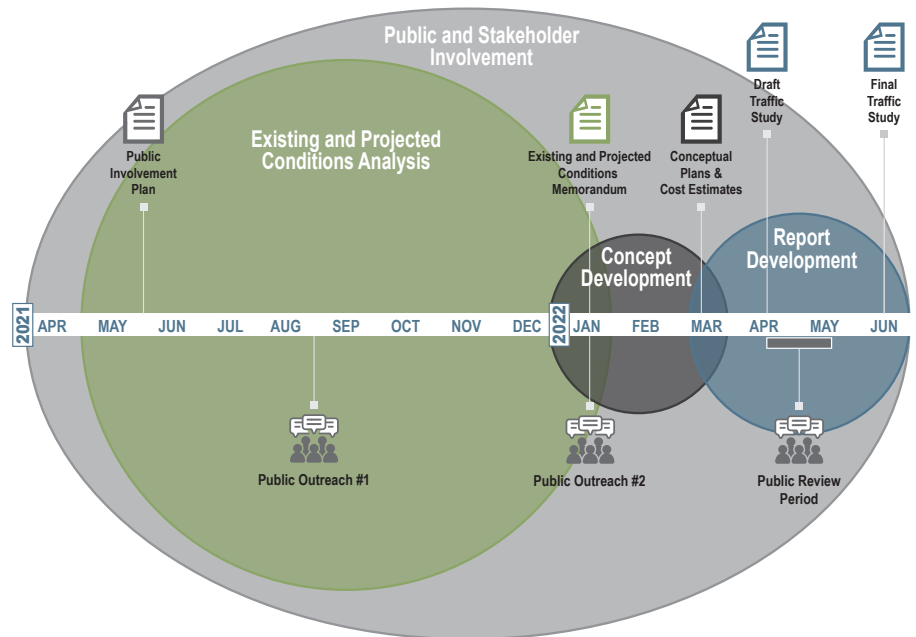 Public and Stakeholder
Involvement
Existing and Projected
Conditions Analysis
Public
Involvement
Plan
Existing and Projected
Conditions
Memorandum
Conceptual
Plans &
Cost Estimates
Draft
Traffic
Study
Final
Traffic
Study
Concept
Development
Report
Development
2021
APR MAY JUN JUL AUG SEP OCT NOV DEC
2022
JAN FEB MAR APR MAY JUN
Public Outreach #1
Public Outreach #2
Public Review
Period